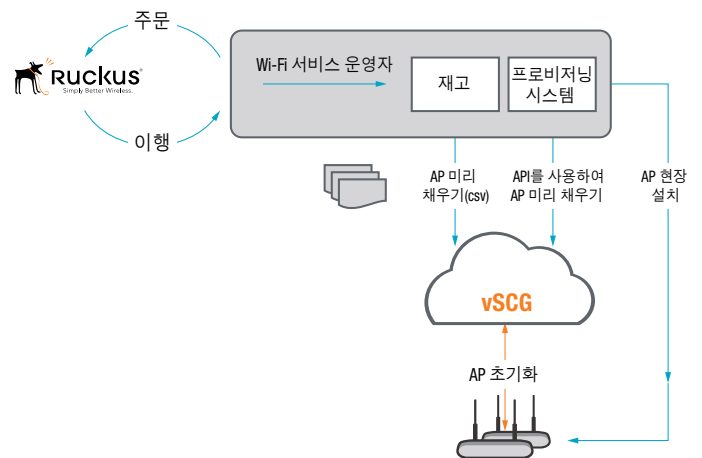 주문
Ruckus
Simply Better Wireless.
이행
Wi-Fi 서비스 운영자
재고
프로비저닝
시스템
AP 미리
채우기(csv)
API를 사용하여
AP 미리 채우기
AP 현장
설치
vSCG
AP 초기화